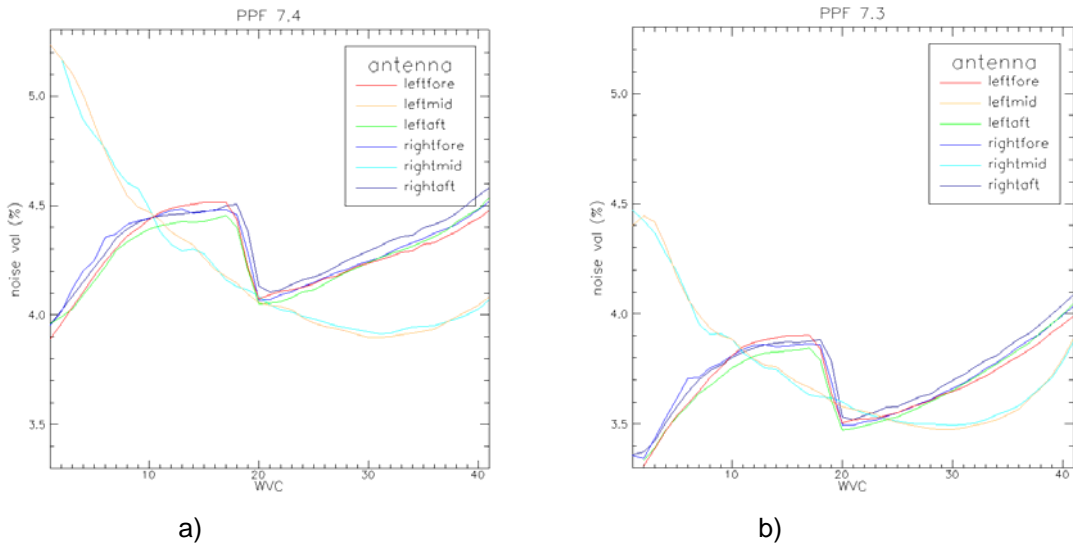 PPF 7.4
antenna
leftfore
leftmid
leftaft
rightfore
rightmid
rightaft
noise val (%)
5.0
4.5
4.0
3.5
10
20
30
40
WVC
a)
PPF 7.3
antenna
leftfore
leftmid
leftaft
rightfore
rightmid
rightaft
noise val (%)
5.0
4.5
4.0
3.5
10
20
30
40
WVC
b)